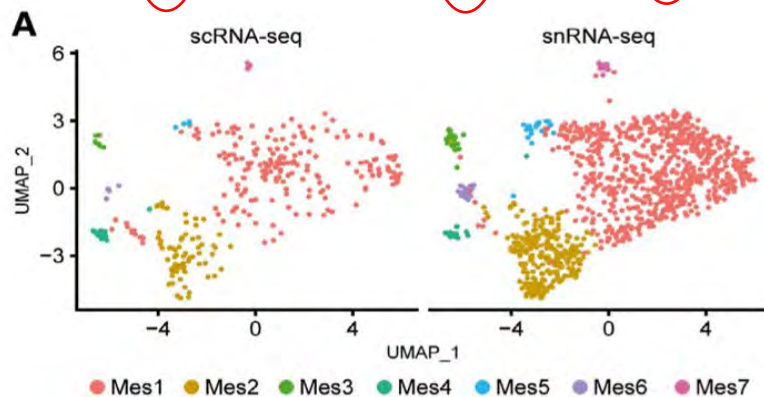 A
scRNA-seq
snRNA-seq
6
3
0
−3
UMAP_2
−4
0
4
−4
0
4
UMAP_1
Mes1 Mes2 Mes3 Mes4 Mes5 Mes6 Mes7